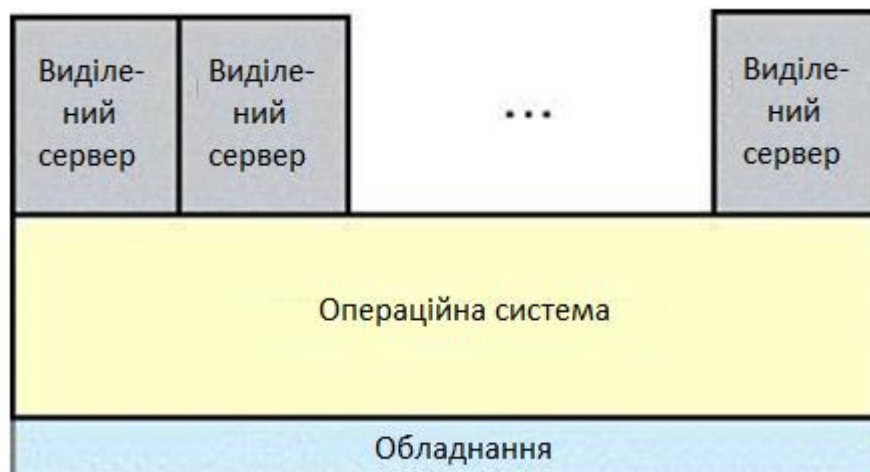 Виділе-
ний
сервер
Виділе-
ний
сервер
...
Виділе-
ний
сервер
Операційна система
Обладнання